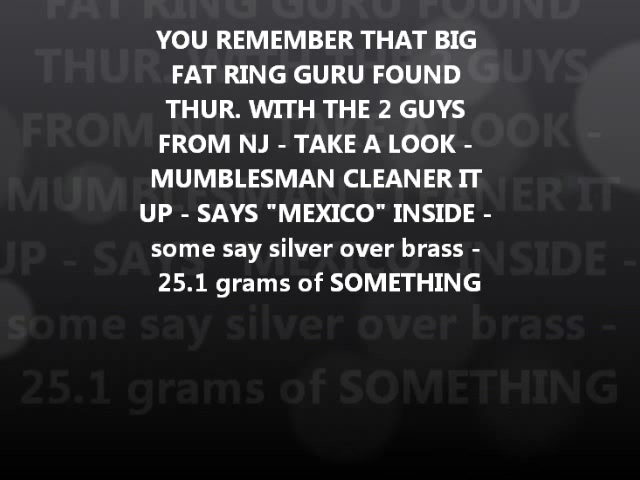 YOU REMEMBER THAT BIG
FAT RING GURU FOUND
THUR. WITH THE 2 GUYS
FROM NJ - TAKE A LOOK -
MUMBLESMAN CLEANER IT
UP - SAYS "MEXICO" INSIDE -
some say silver over brass -
25.1 grams of SOMETHING